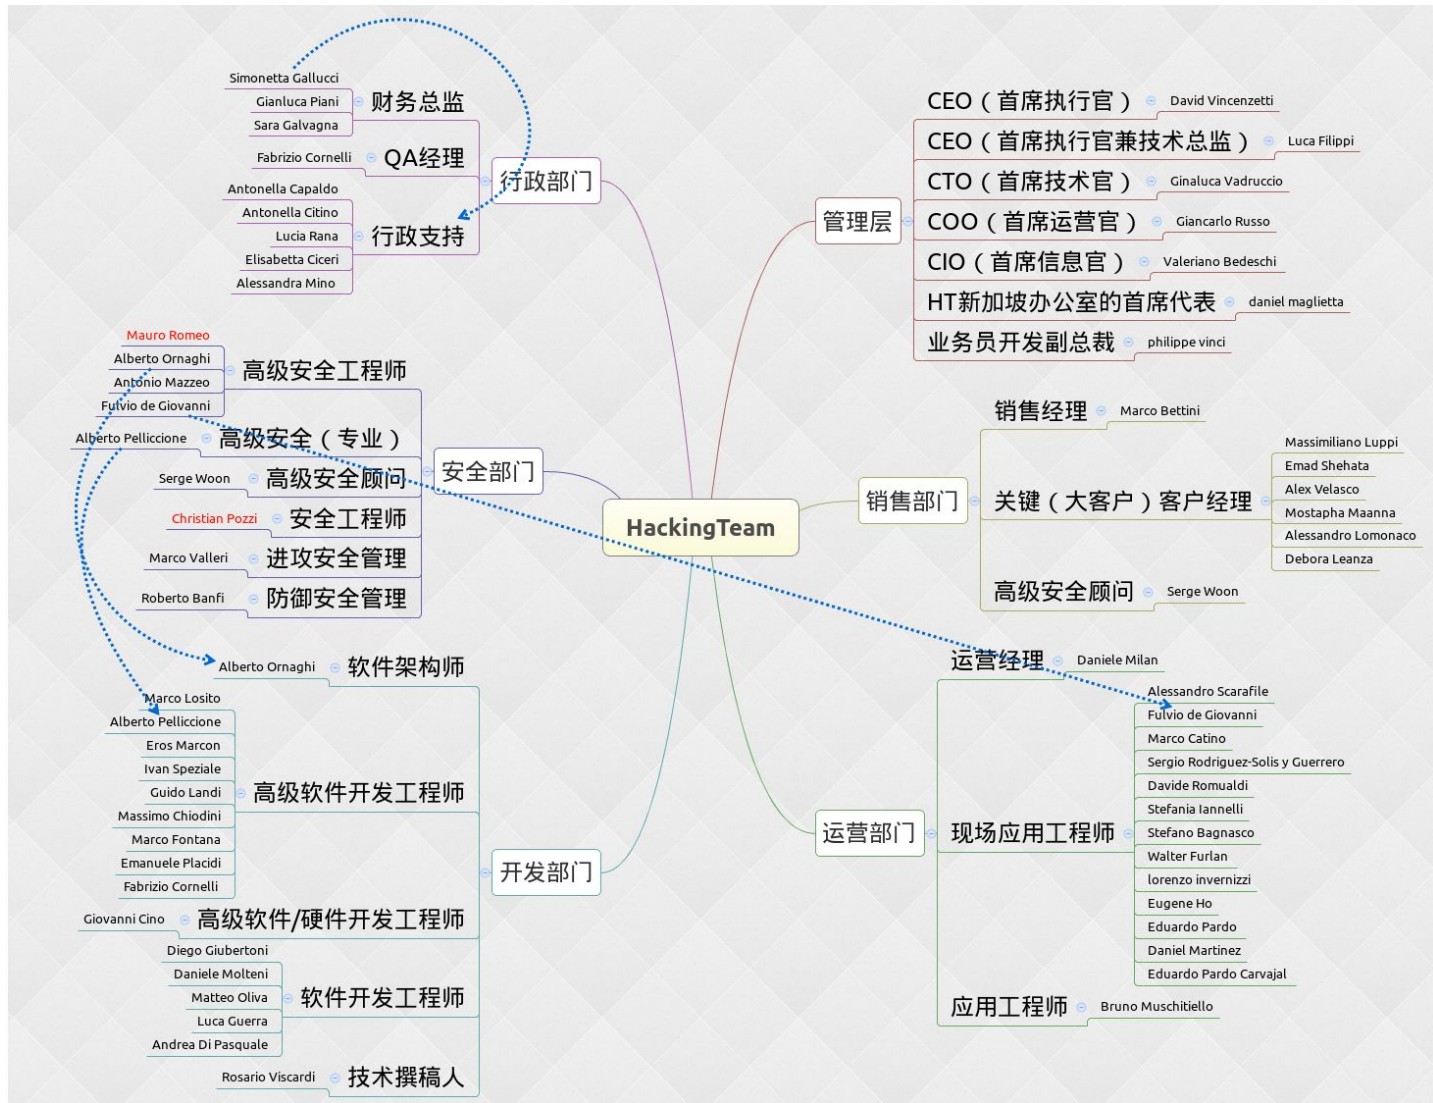 HackingTeam
行政部门
财务总监
Simonetta Gallucci
Gianluca Piani
Sara Galvagna
QA经理
Fabrizio Cornelli
行政支持
Antonella Capaldo
Antonella Citino
Lucia Rana
Elisabetta Ciceri
Alessandra Mino
安全部门
高级安全工程师
Mauro Romeo
Alberto Ornaghi
Antonio Mazzeo
Fulvio de Giovanni
高级安全（专业）
Alberto Pelliccione
高级安全顾问
Serge Woon
安全工程师
Christian Pozzi
进攻安全管理
Marco Valleri
防御安全管理
Roberto Banfi
开发部门
软件架构师
Alberto Ornaghi
高级软件开发工程师
Marco Losito
Alberto Pelliccione
Eros Marcon
Ivan Speziale
Guido Landi
Massimo Chiodini
Marco Fontana
Emanuele Placidi
Fabrizio Cornelli
高级软件/硬件开发工程师
Giovanni Cino
软件开发工程师
Diego Giubertoni
Daniele Molteni
Matteo Oliva
Luca Guerra
Andrea Di Pasquale
技术撰稿人
Rosario Viscardi
管理层
CEO（首席执行官）
David Vincenzetti
CEO（首席执行官兼技术总监）
Luca Filippi
CTO（首席技术官）
Ginaluca Vadruccio
COO（首席运营官）
Giancarlo Russo
CIO（首席信息官）
Valeriano Bedeschi
HT新加坡办公室的首席代表
daniel maglietta
业务员开发副总裁
philippe vinci
销售部门
销售经理
Marco Bettini
关键（大客户）客户经理
Massimiliano Luppi
Emad Shehata
Alex Velasco
Mostapha Maanna
Alessandro Lomonaco
Debora Leanza
高级安全顾问
Serge Woon
运营部门
运营经理
Daniele Milan
现场应用工程师
Alessandro Scarafile
Fulvio de Giovanni
Marco Catino
Sergio Rodriguez-Solis y Guerrero
Davide Romualdi
Stefania Iannelli
Stefano Bagnasco
Walter Furlan
lorenzo invernizzi
Eugene Ho
Eduardo Pardo
Daniel Martinez
Eduardo Pardo Carvajal
应用工程师
Bruno Muschitiello